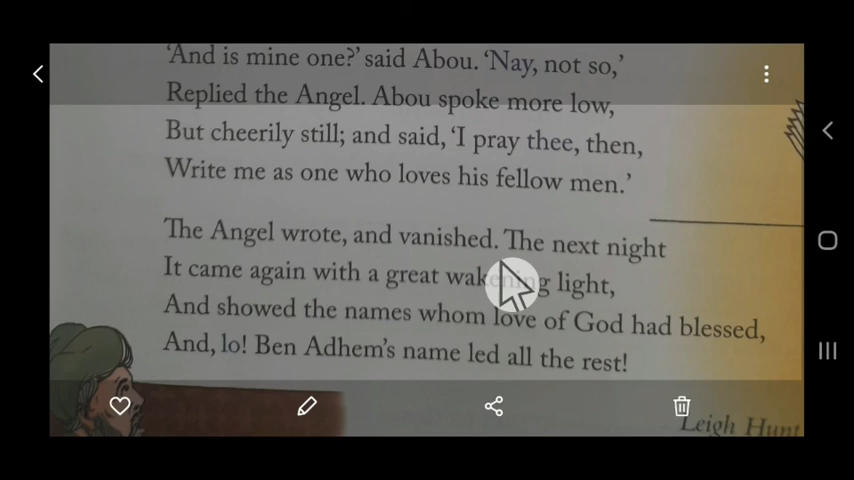 'And is mine one?' said Abou. 'Nay, not so,'
Replied the Angel. Abou spoke more low,
But cheerily still; and said, 'I pray thee, then,
Write me as one who loves his fellow men.'
The Angel wrote, and vanished. The next night
It came again with a great wakening light,
And showed the names whom love of God had blessed,
And, lo! Ben Adhem's name led all the rest!
Leigh Hunt